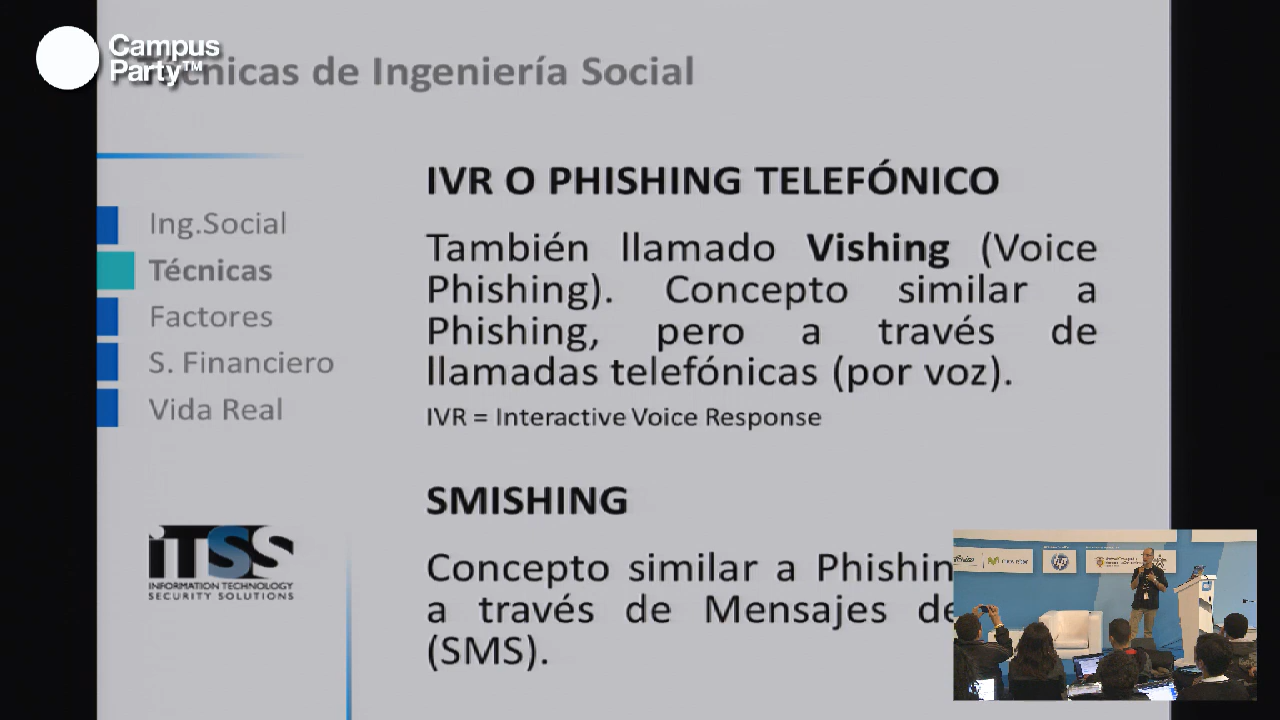 Campus
Party™
Técnicas de Ingeniería Social
IVR O PHISHING TELEFÓNICO
Ing.Social
Técnicas
Factores
S. Financiero
Vida Real
También llamado Vishing (Voice
Phishing). Concepto similar a
Phishing, pero a través de
llamadas telefónicas (por voz).
IVR = Interactive Voice Response
SMISHING
Concepto similar a Phishin
a través de Mensajes de
(SMS).
iTSS
INFORMATION TECHNOLOGY
SECURITY SOLUTIONS
movistar
hp